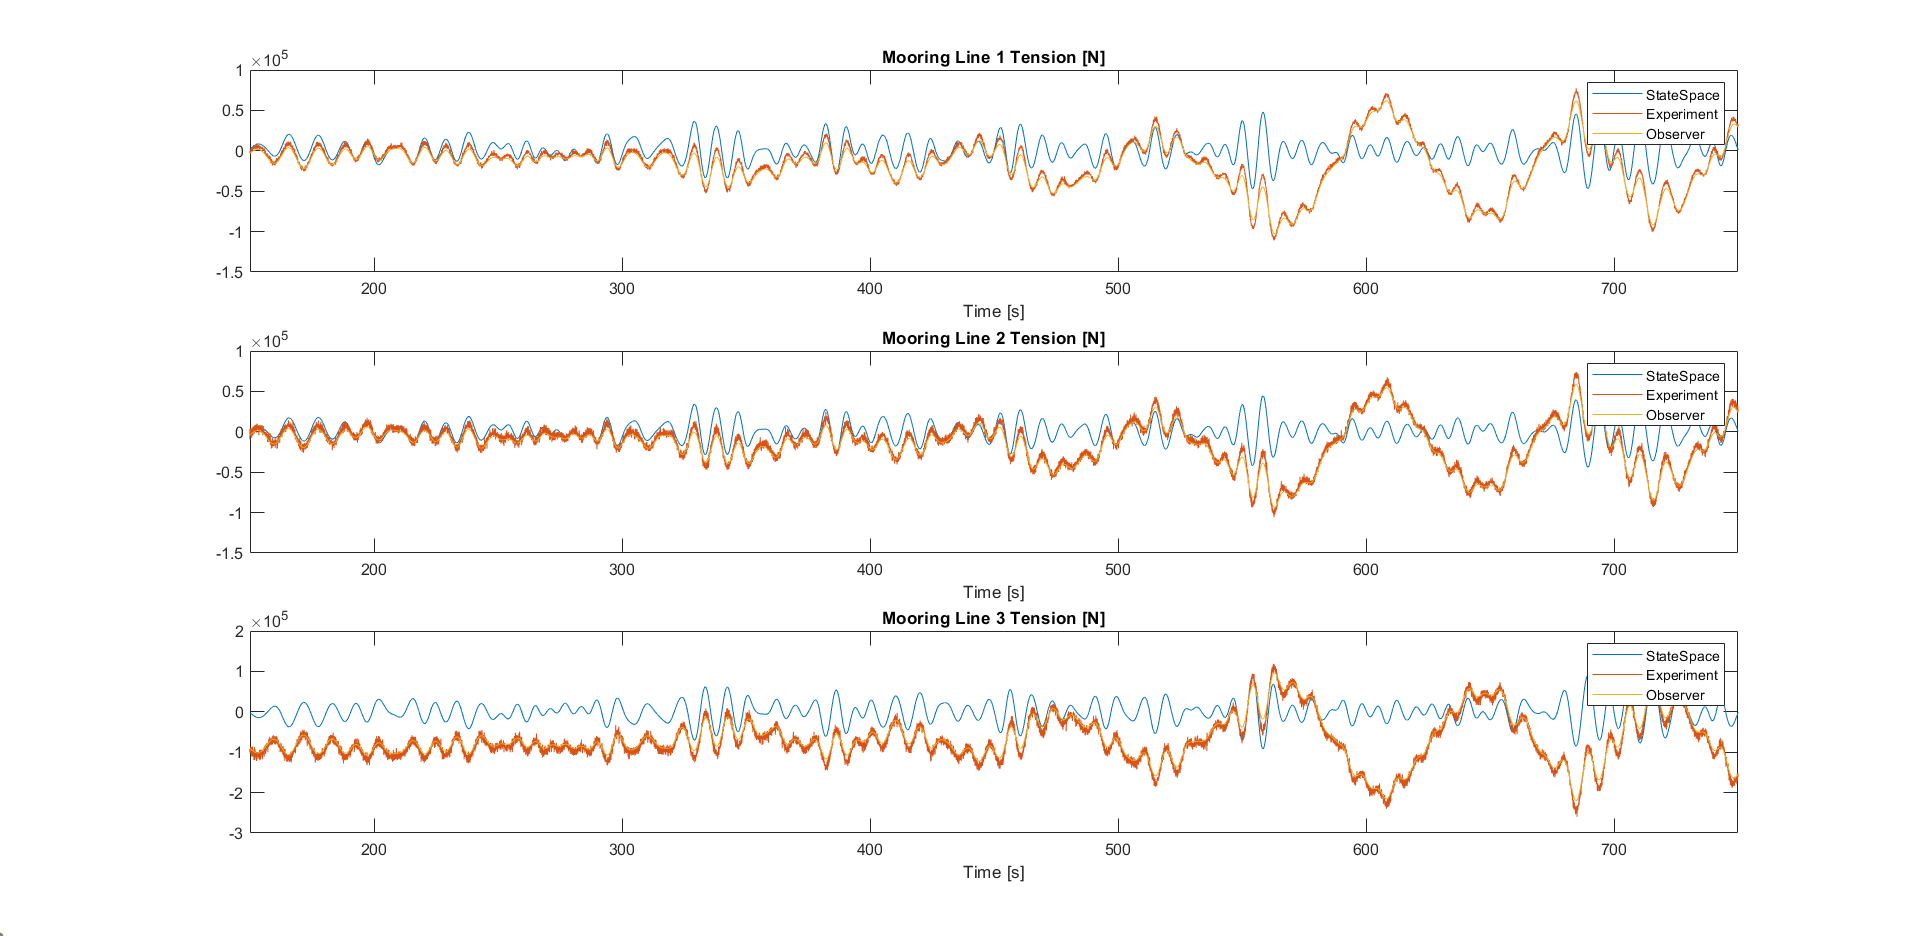 Mooring Line 1 Tension [N]
×10^5
1
0.5
0
-0.5
-1
-1.5
StateSpace
Experiment
Observer
200 300 400 500 600 700
Time [s]
Mooring Line 2 Tension [N]
×10^5
1
0.5
0
-0.5
-1
-1.5
StateSpace
Experiment
Observer
200 300 400 500 600 700
Time [s]
Mooring Line 3 Tension [N]
×10^5
2
1
0
-1
-2
-3
StateSpace
Experiment
Observer
200 300 400 500 600 700
Time [s]